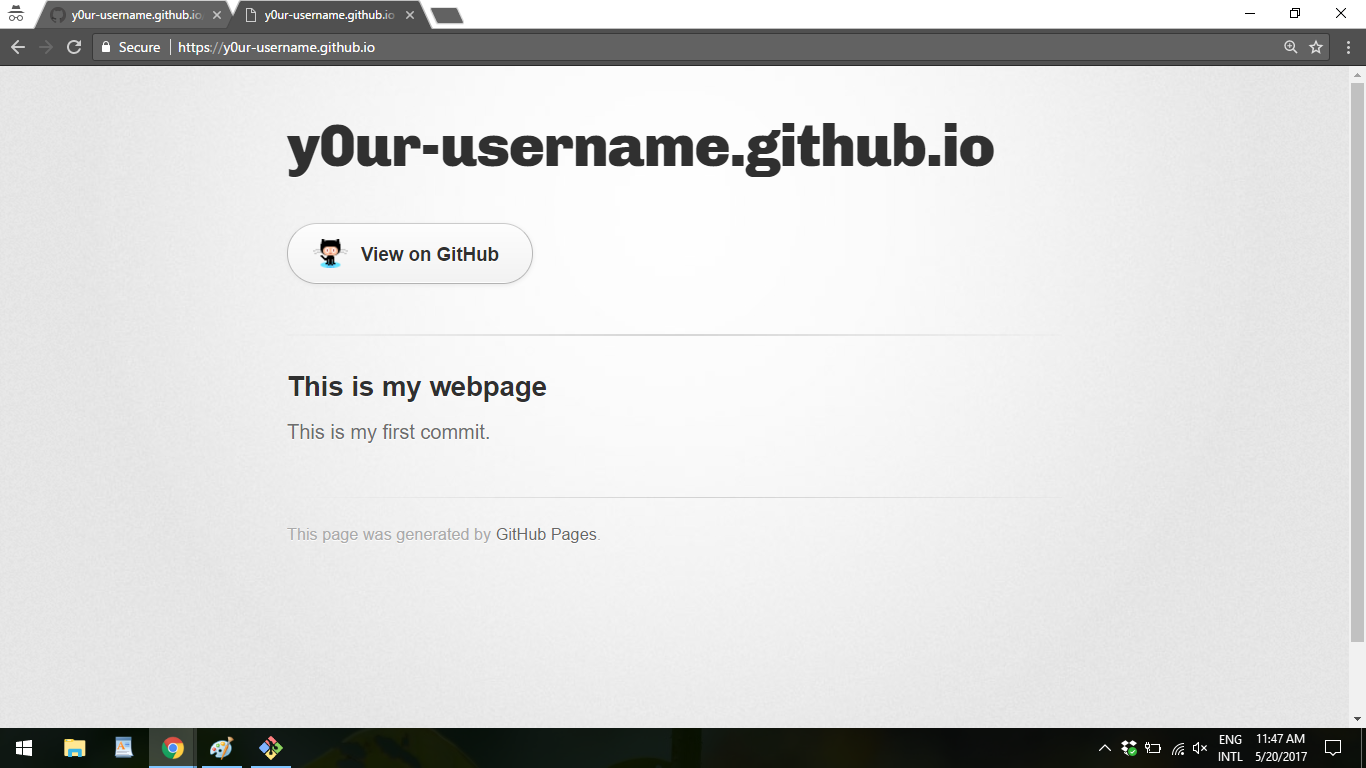 y0ur-username.github.io
y0ur-username.github.io
Secure
https://y0ur-username.github.io
y0ur-username.github.io
View on GitHub
This is my webpage
This is my first commit.
This page was generated by GitHub Pages.
ENG
INTL
11:47 AM
5/20/2017